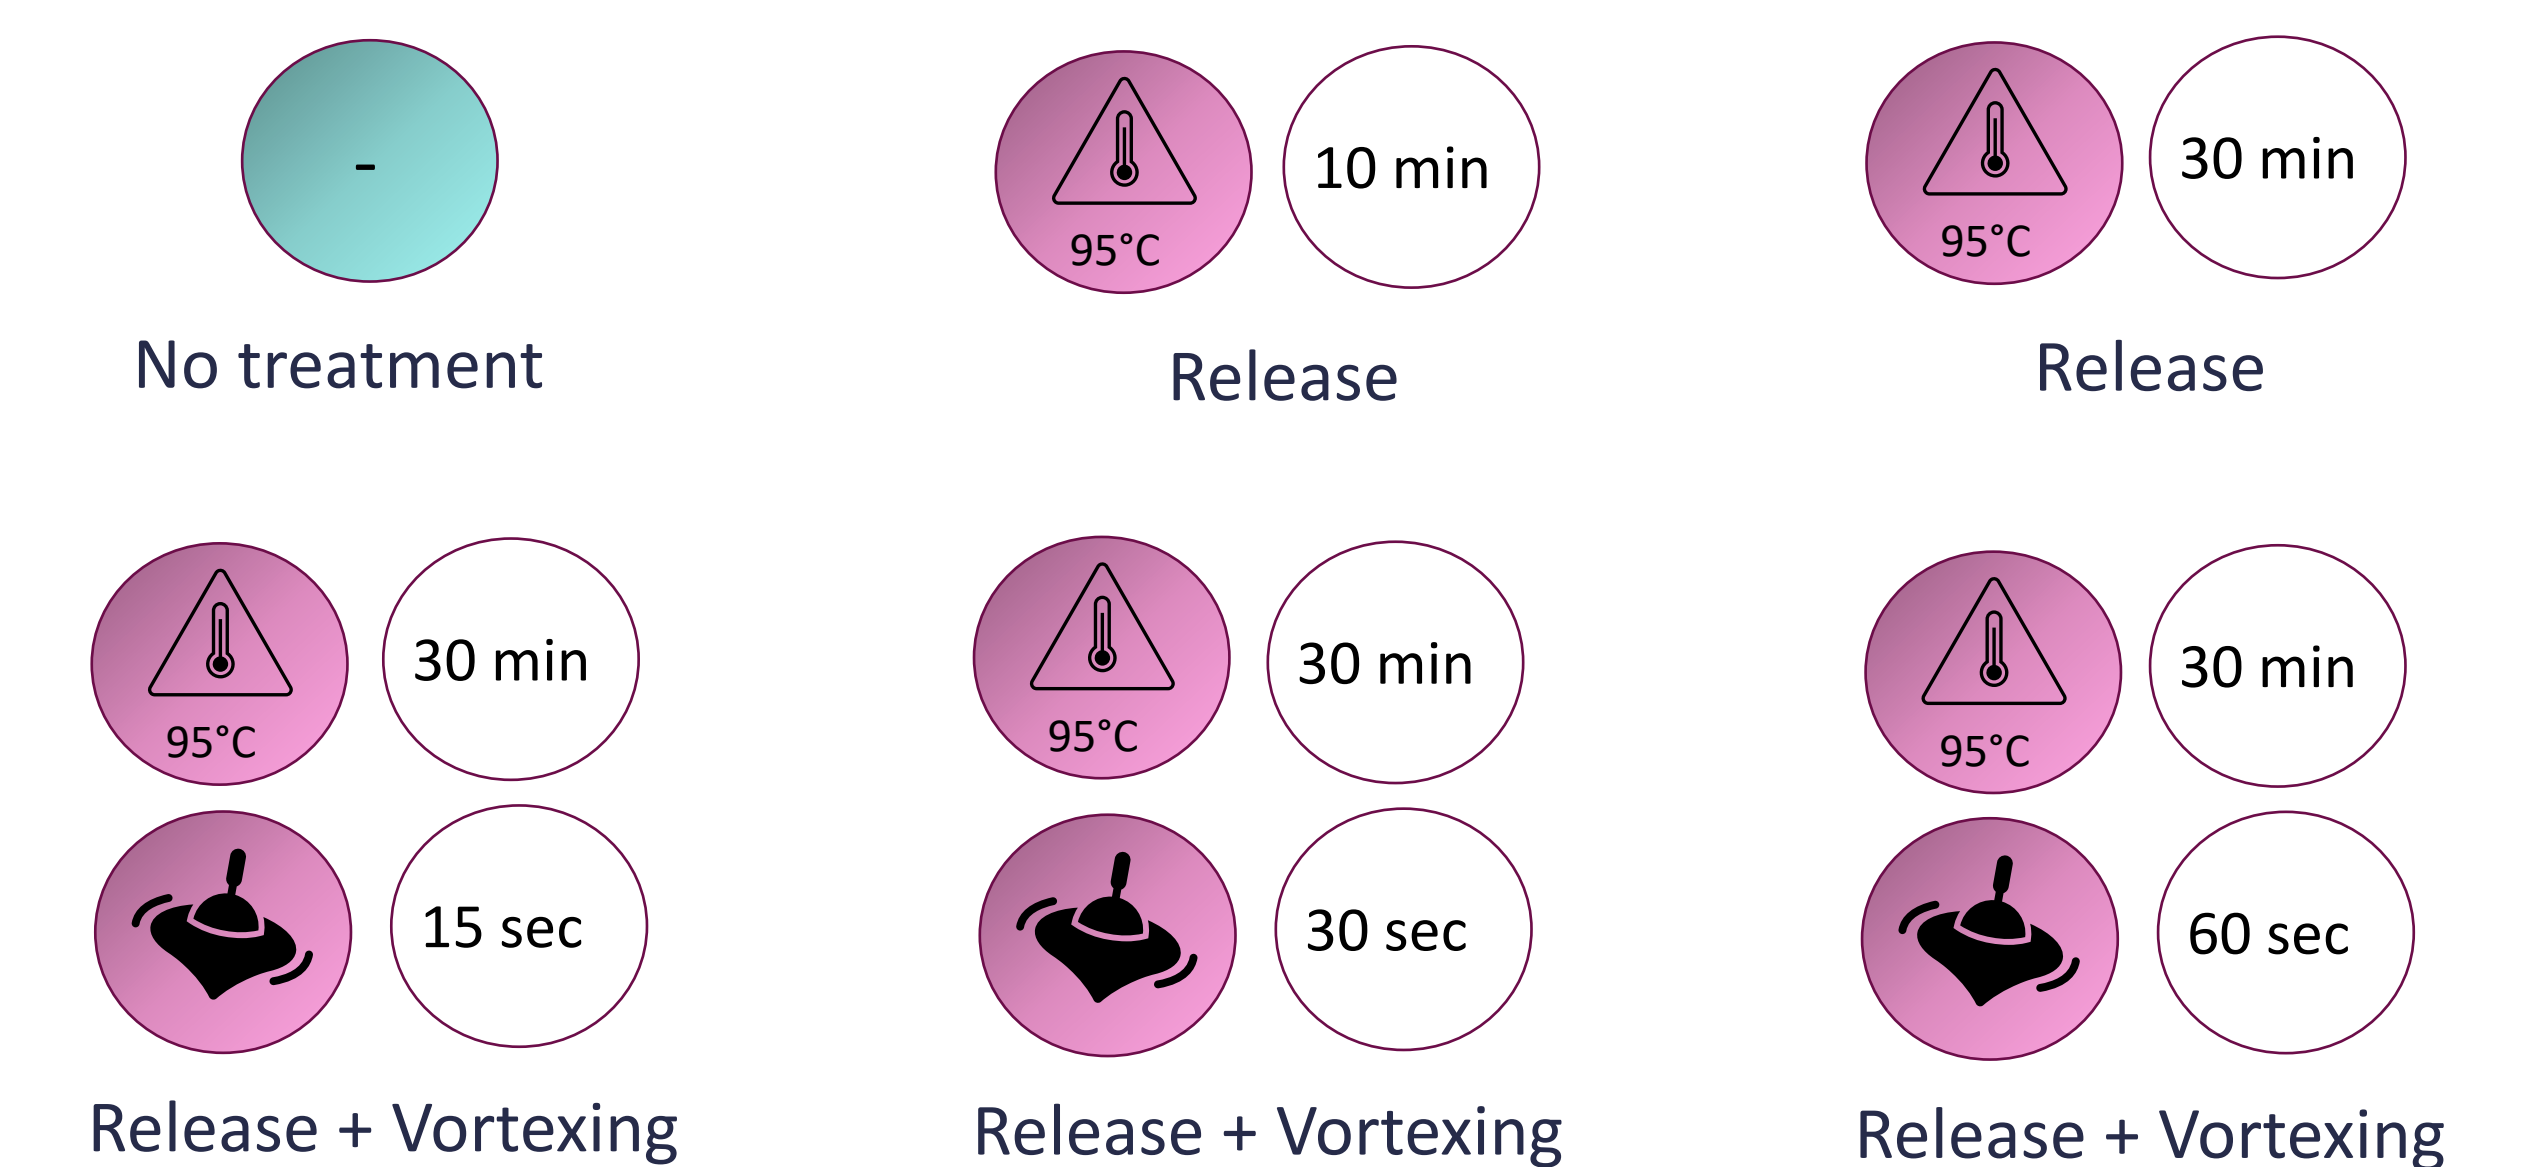 -
No treatment
95°C
10 min
Release
95°C
30 min
Release
95°C
30 min
15 sec
Release + Vortexing
95°C
30 min
30 sec
Release + Vortexing
95°C
30 min
60 sec
Release + Vortexing